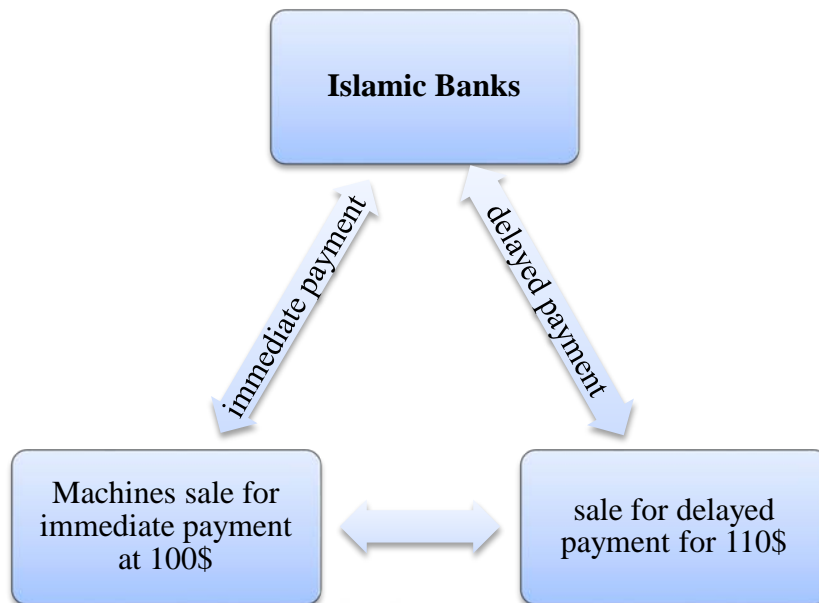 Islamic Banks
immediate payment
delayed payment
Machines sale for
immediate payment
at 100$
sale for delayed
payment for 110$